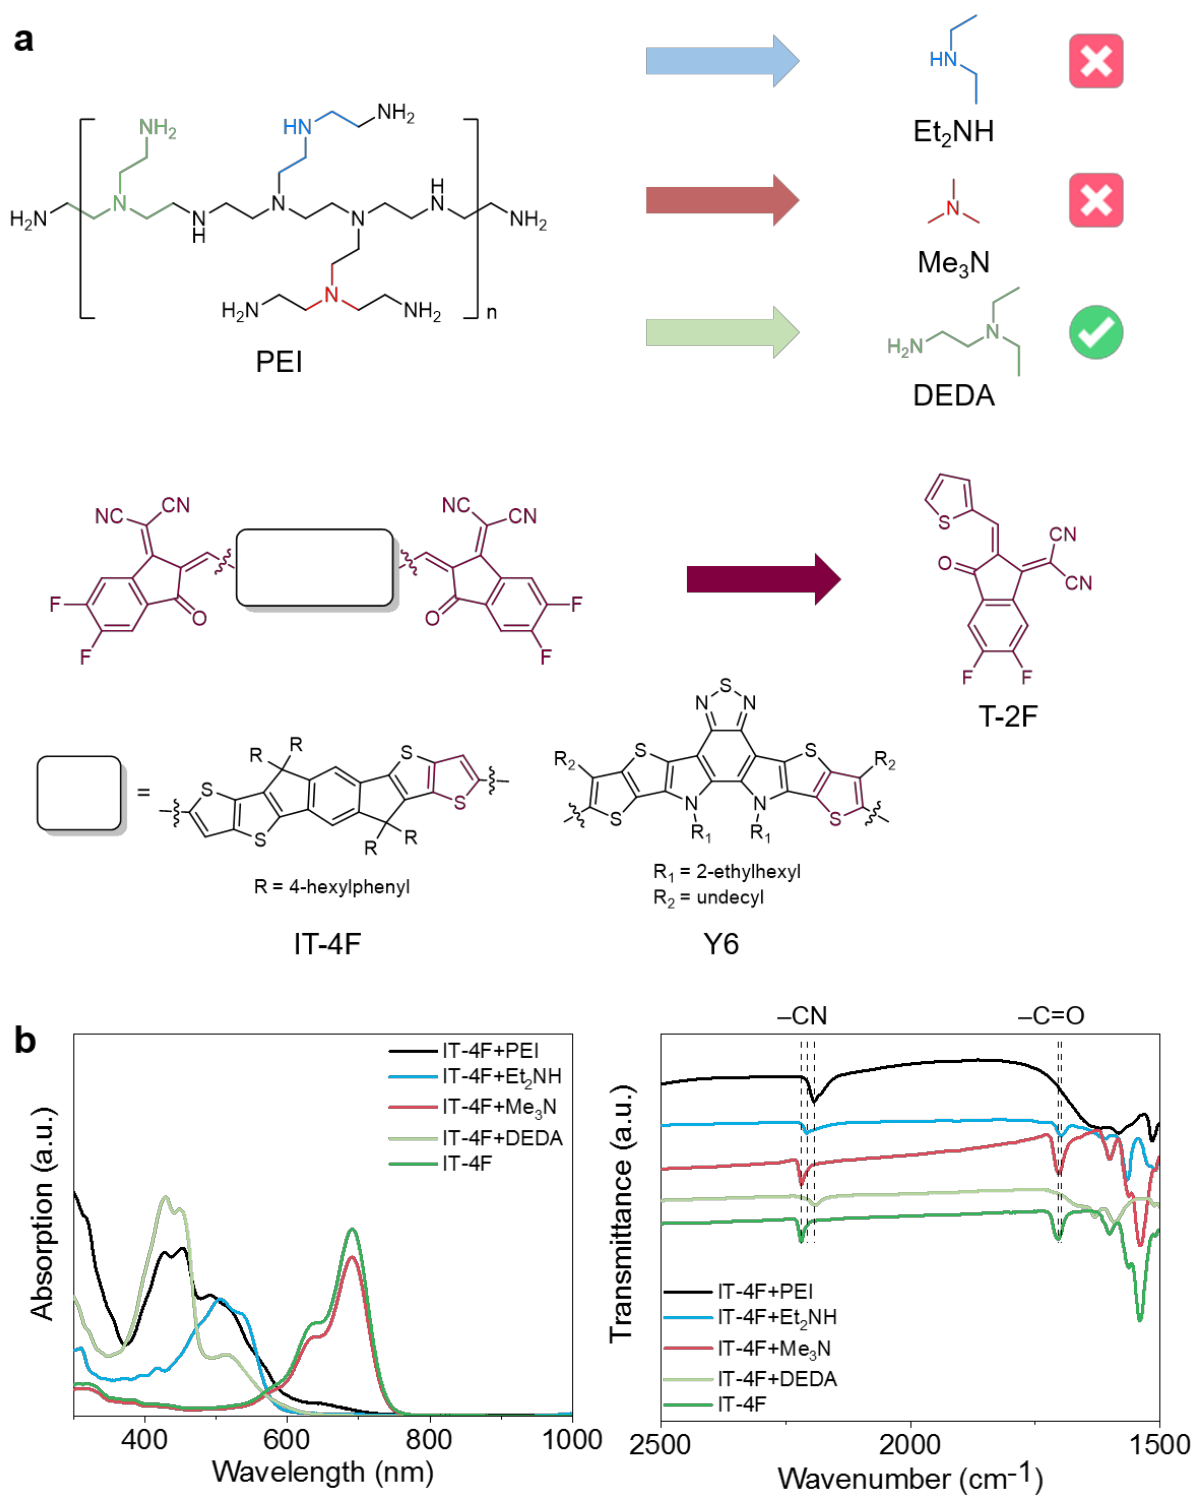 a
HN
Et₂NH
NH₂
HN
NH₂
H₂N
N
N
H
N
N
H
N
NH₂
H₂N
N
NH₂
n
PEI
N
Me₃N
H₂N
N
DEDA
NC
CN
F
F
O
CN
CN
O
F
F
S
O
CN
CN
F
F
T-2F
=
R
R
S
S
S
S
R
R
R = 4-hexylphenyl
IT-4F
N
S
N
R₂
S
S
R₂
S
N
N
S
R₁
R₁
R₁ = 2-ethylhexyl
R₂ = undecyl
Y6
b
Absorption (a.u.)
IT-4F+PEI
IT-4F+Et₂NH
IT-4F+Me₃N
IT-4F+DEDA
IT-4F
400
600
800
1000
Wavelength (nm)
–CN
–C=O
Transmittance (a.u.)
IT-4F+PEI
IT-4F+Et₂NH
IT-4F+Me₃N
IT-4F+DEDA
IT-4F
2500
2000
1500
Wavenumber (cm⁻¹)